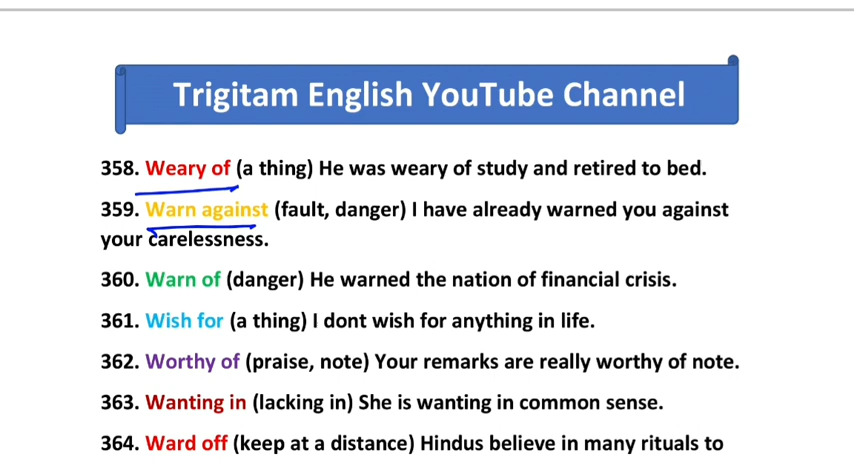 Trigitam English YouTube Channel
358. Weary of (a thing) He was weary of study and retired to bed.
359. Warn against (fault, danger) I have already warned you against
your carelessness.
360. Warn of (danger) He warned the nation of financial crisis.
361. Wish for (a thing) I dont wish for anything in life.
362. Worthy of (praise, note) Your remarks are really worthy of note.
363. Wanting in (lacking in) She is wanting in common sense.
364. Ward off (keep at a distance) Hindus believe in many rituals to